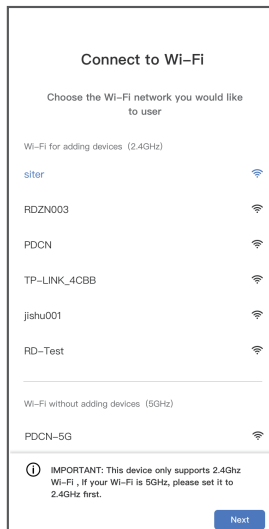 Connect to Wi-Fi
Choose the Wi-Fi network you would like
to user
Wi-Fi for adding devices (2.4GHz)
siter
RDZN003
PDCN
TP-LINK_4CBB
jishu001
RD-Test
Wi-Fi without adding devices (5GHz)
PDCN-5G
IMPORTANT: This device only supports 2.4Ghz
Wi-Fi , If your Wi-Fi is 5GHz, please set it to
2.4GHz first.
Next